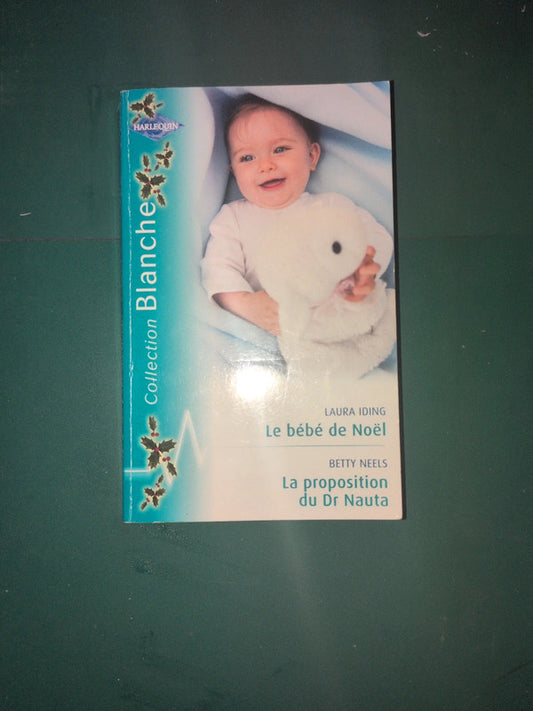 HARLEQUIN
Collection Blanche
LAURA IDING
Le bébé de Noël
BETTY NEELS
La proposition
du Dr Nauta